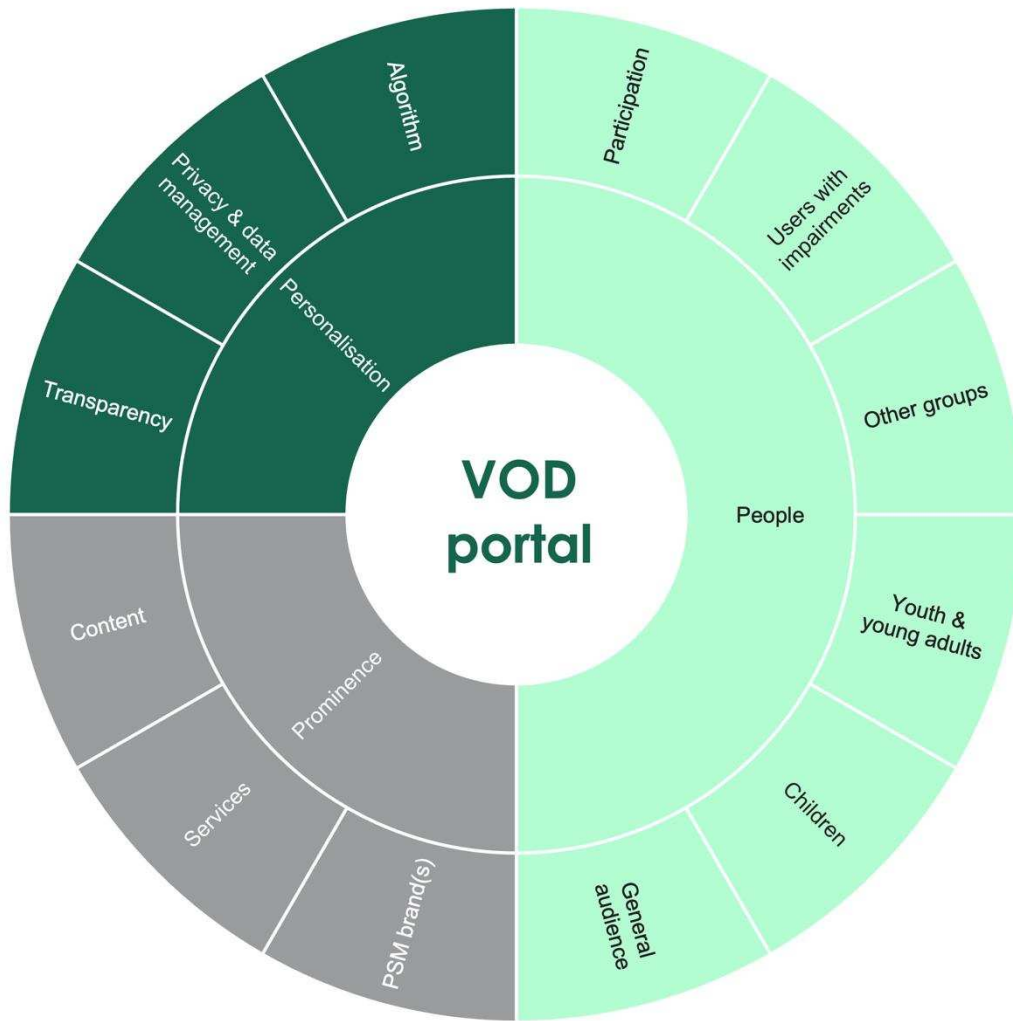 VOD
portal
People
Participation
Users with
impairments
Other groups
Youth &
young adults
Children
General
audience
Prominence
PSM brand(s)
Services
Content
Personalisation
Transparency
Privacy & data
management
Algorithm